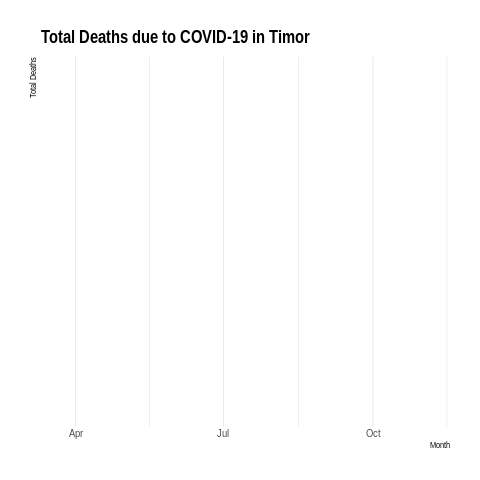 Total Deaths due to COVID-19 in Timor
Total Deaths
Apr Jul Oct
Month